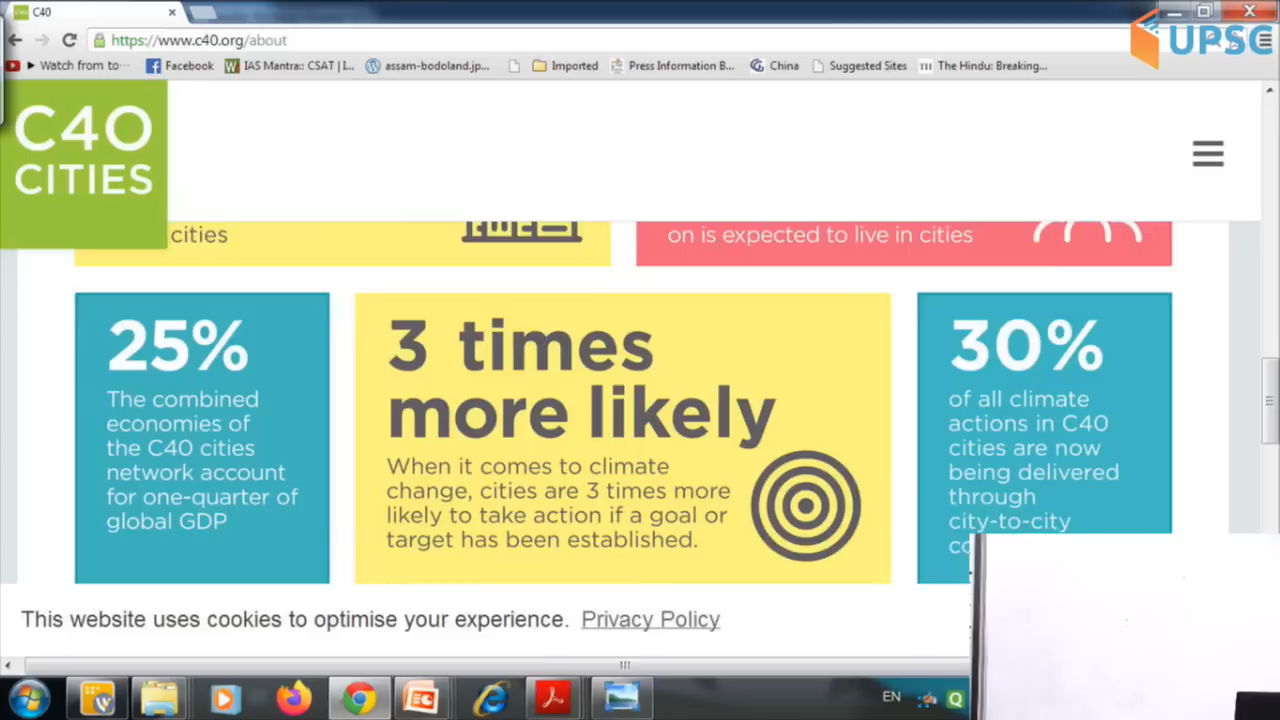 C40
https://www.c40.org/about
UPSC
Watch from to···
Facebook
IAS Mantra:: CSAT | I...
assam-bodoland.jp...
Imported
Press Information B...
China
Suggested Sites
The Hindu: Breaking...
C40
CITIES
cities
on is expected to live in cities
25%
The combined
economies of
the C40 cities
network account
for one-quarter of
global GDP
3 times
more likely
When it comes to climate
change, cities are 3 times more
likely to take action if a goal or
target has been established.
30%
of all climate
actions in C40
cities are now
being delivered
through
city-to-city
This website uses cookies to optimise your experience. Privacy Policy
EN